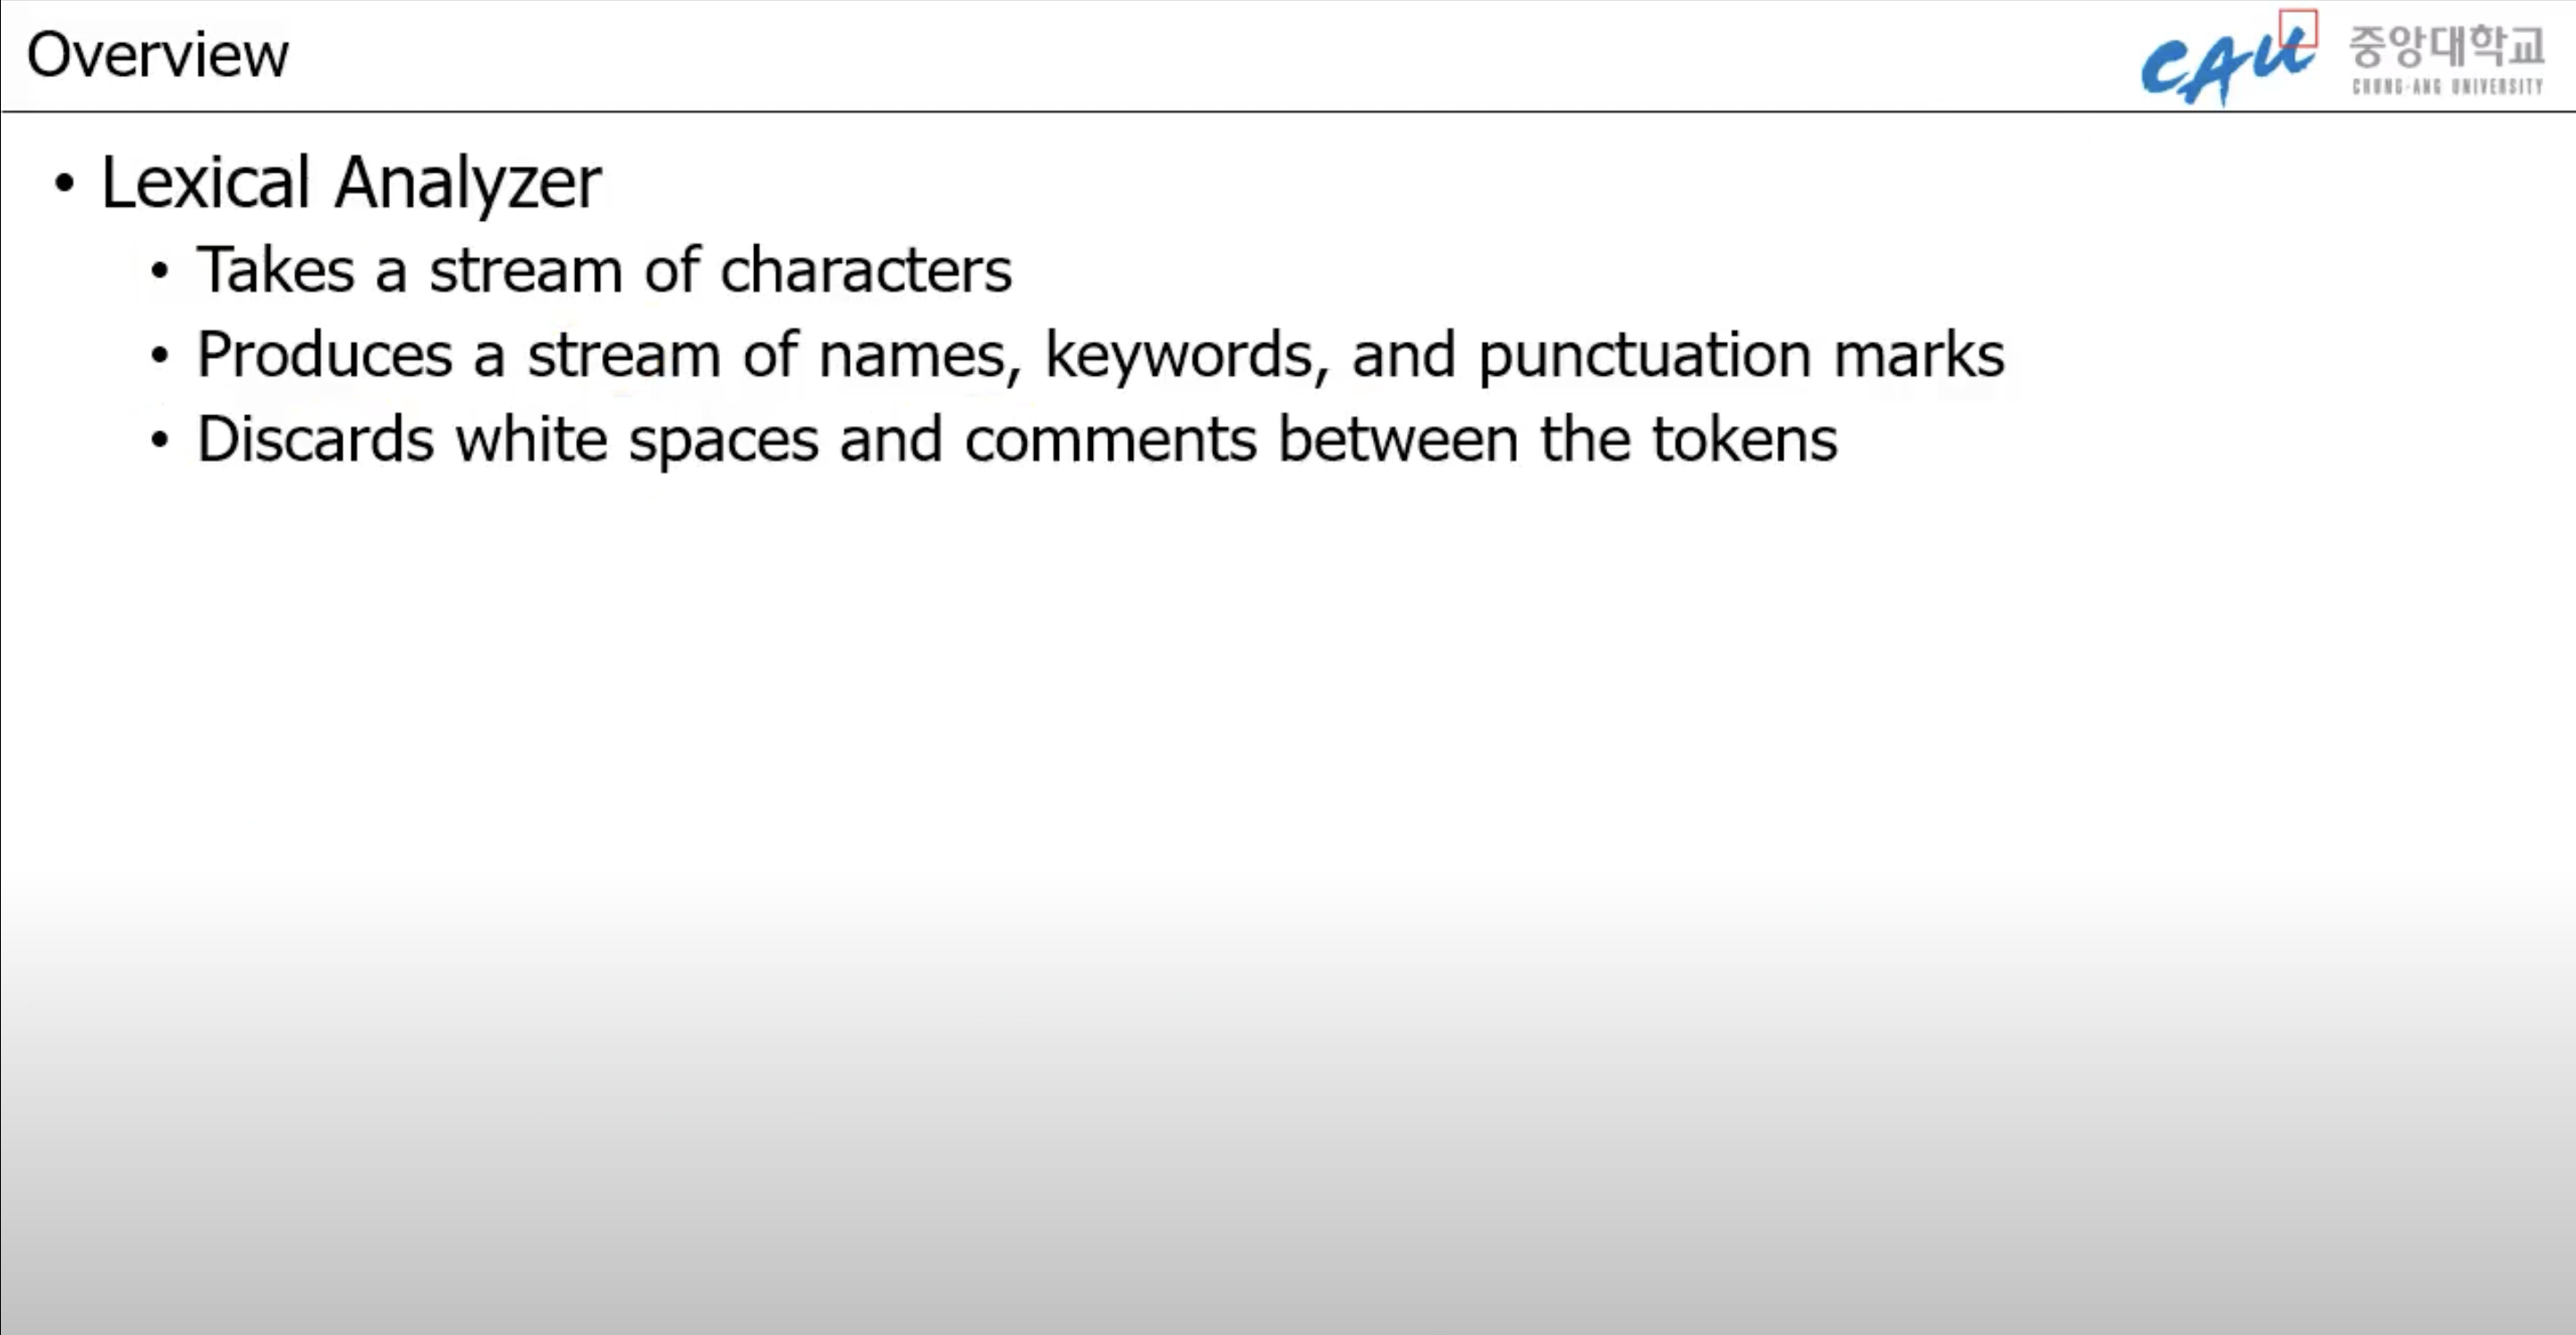 Overview
CAU
중앙대학교
CHUNG-ANG UNIVERSITY
• Lexical Analyzer
• Takes a stream of characters
• Produces a stream of names, keywords, and punctuation marks
• Discards white spaces and comments between the tokens